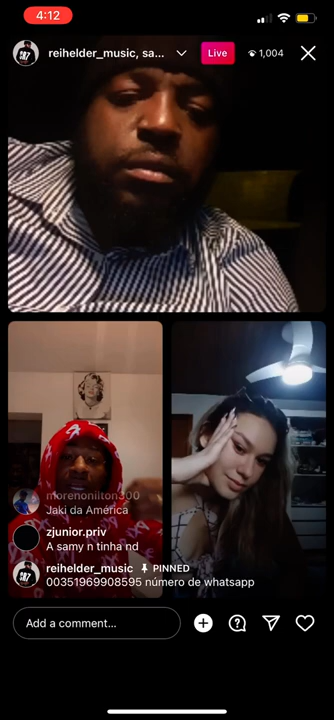 4:12
reihelder_music, sa...
Live
1,004
morenonilton300
Jaki da América
zjunior.priv
A samy n tinha nd
reihelder_music PINNED
00351969908595 número de whatsapp
Add a comment...